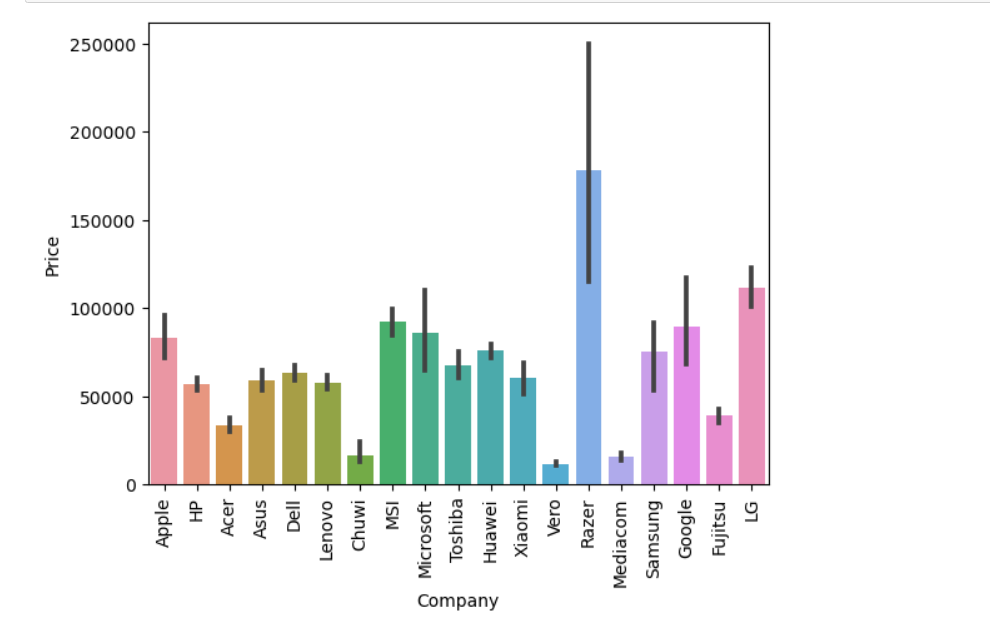 250000
200000
150000
100000
50000
0
Price
Apple
HP
Acer
Asus
Dell
Lenovo
Chuwi
MSI
Microsoft
Toshiba
Huawei
Xiaomi
Vero
Razer
Mediacom
Samsung
Google
Fujitsu
LG
Company